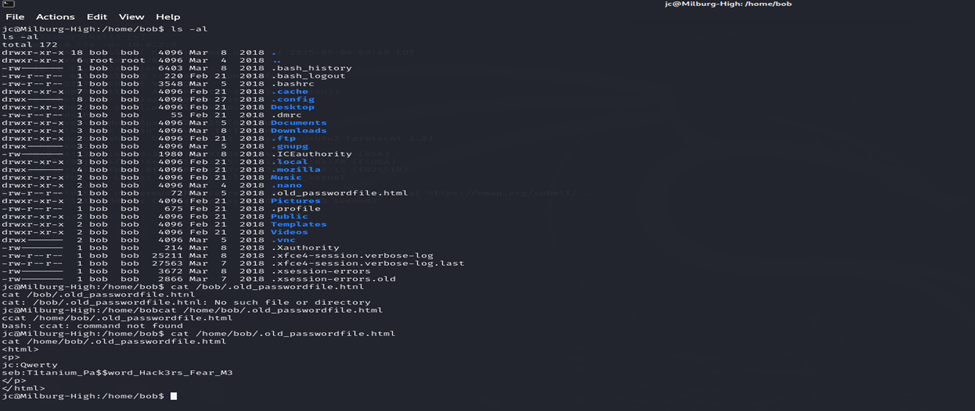 jc@Milburg-High: /home/bob
File Actions Edit View Help
jc@Milburg-High:/home/bob$ ls -al
ls -al
total 172
drwxr-xr-x 18 bob bob 4096 Mar 8 2018 .
drwxr-xr-x 6 root root 4096 Mar 4 2018 ..
-rw------- 1 bob bob 6403 Mar 8 2018 .bash_history
-rw-r--r-- 1 bob bob 220 Feb 21 2018 .bash_logout
-rw-r--r-- 1 bob bob 3548 Mar 5 2018 .bashrc
drwx------ 7 bob bob 4096 Feb 21 2018 .cache
drwx------ 8 bob bob 4096 Feb 27 2018 .config
drwxr-xr-x 2 bob bob 4096 Feb 21 2018 Desktop
-rw-r--r-- 1 bob bob 55 Feb 21 2018 .dmrc
drwxr-xr-x 3 bob bob 4096 Mar 5 2018 Documents
drwxr-xr-x 3 bob bob 4096 Mar 8 2018 Downloads
drwxr-xr-x 2 bob bob 4096 Feb 21 2018 .ftp
drwx------ 3 bob bob 4096 Mar 5 2018 .gnupg
-rw------- 1 bob bob 1980 Mar 8 2018 .ICEauthority
drwxr-xr-x 3 bob bob 4096 Feb 21 2018 .local
drwx------ 4 bob bob 4096 Feb 21 2018 .mozilla
drwxr-xr-x 2 bob bob 4096 Feb 21 2018 Music
drwxr-xr-x 2 bob bob 4096 Mar 4 2018 .nano
-rw-r--r-- 1 bob bob 72 Mar 5 2018 .old_passwordfile.html
drwxr-xr-x 2 bob bob 4096 Feb 21 2018 Pictures
-rw-r--r-- 1 bob bob 675 Feb 21 2018 .profile
drwxr-xr-x 2 bob bob 4096 Feb 21 2018 Public
drwxr-xr-x 2 bob bob 4096 Feb 21 2018 Templates
drwxr-xr-x 2 bob bob 4096 Feb 21 2018 Videos
drwx------ 2 bob bob 4096 Mar 5 2018 .vnc
-rw------- 1 bob bob 214 Mar 8 2018 .Xauthority
-rw-r--r-- 1 bob bob 25211 Mar 8 2018 .xfce4-session.verbose-log
-rw-r--r-- 1 bob bob 27563 Mar 7 2018 .xfce4-session.verbose-log.last
-rw------- 1 bob bob 3672 Mar 8 2018 .xsession-errors
-rw------- 1 bob bob 2866 Mar 7 2018 .xsession-errors.old
jc@Milburg-High:/home/bob$ cat /bob/.old_passwordfile.htnl
cat /bob/.old_passwordfile.htnl
cat: /bob/.old_passwordfile.htnl: No such file or directory
jc@Milburg-High:/home/bobcat /home/bob/.old_passwordfile.html
ccat /home/bob/.old_passwordfile.html
bash: ccat: command not found
jc@Milburg-High:/home/bob$ cat /home/bob/.old_passwordfile.html
cat /home/bob/.old_passwordfile.html
<html>
<p>
jc:Qwerty
seb:T1tanium_Pa$$word_Hack3rs_Fear_M3
</p>
</html>
jc@Milburg-High:/home/bob$